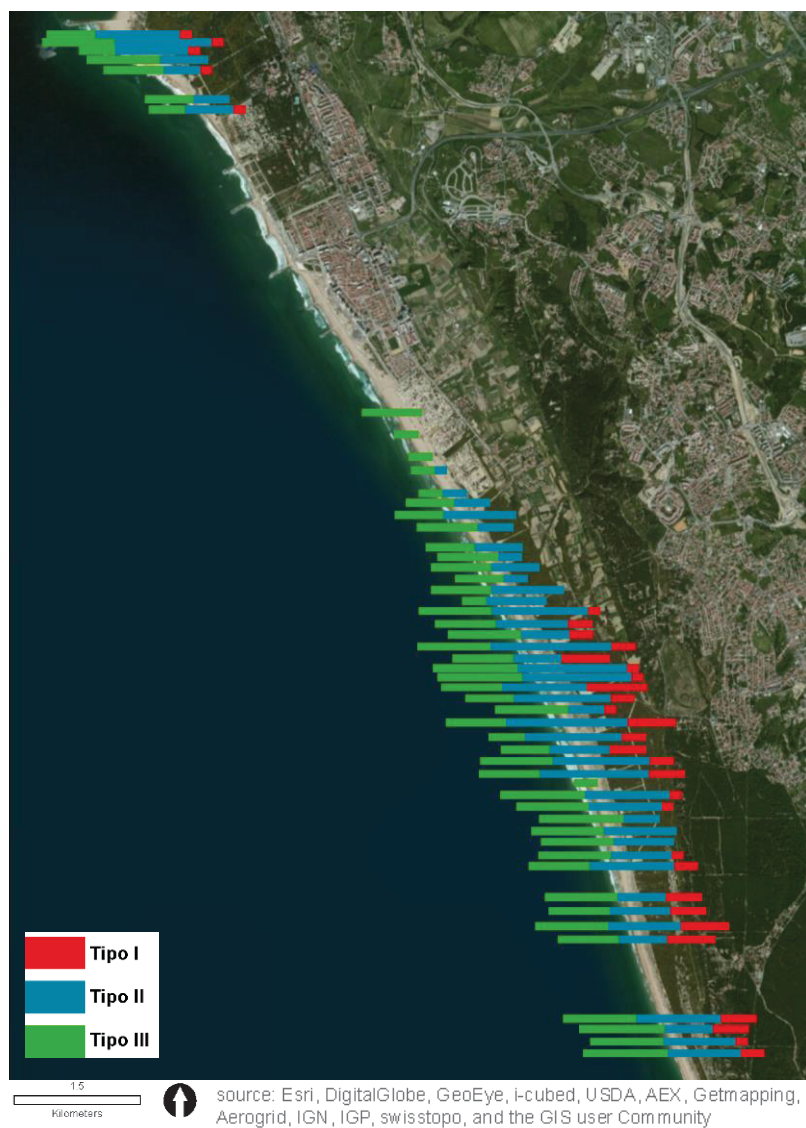 Tipo I
Tipo II
Tipo III
1.5
Kilometers
source: Esri, DigitalGlobe, GeoEye, i-cubed, USDA, AEX, Getmapping,
Aerogrid, IGN, IGP, swisstopo, and the GIS user Community